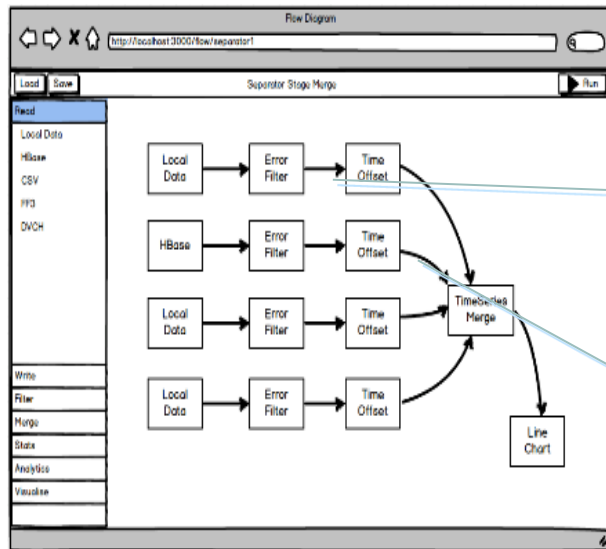 Flow Diagram
http://localhost:3000/flow/separator1
Load Save Separator Stage Merge Run
Read
Local Data
HBase
CSV
DVCH
Write
Filter
Merge
Stats
Analytics
Visualise
Local
Data
Error
Filter
Time
Offset
HBase
Error
Filter
Time
Offset
Local
Data
Error
Filter
Time
Offset
Local
Data
Error
Filter
Time
Offset
TimeSeries
Merge
Line
Chart